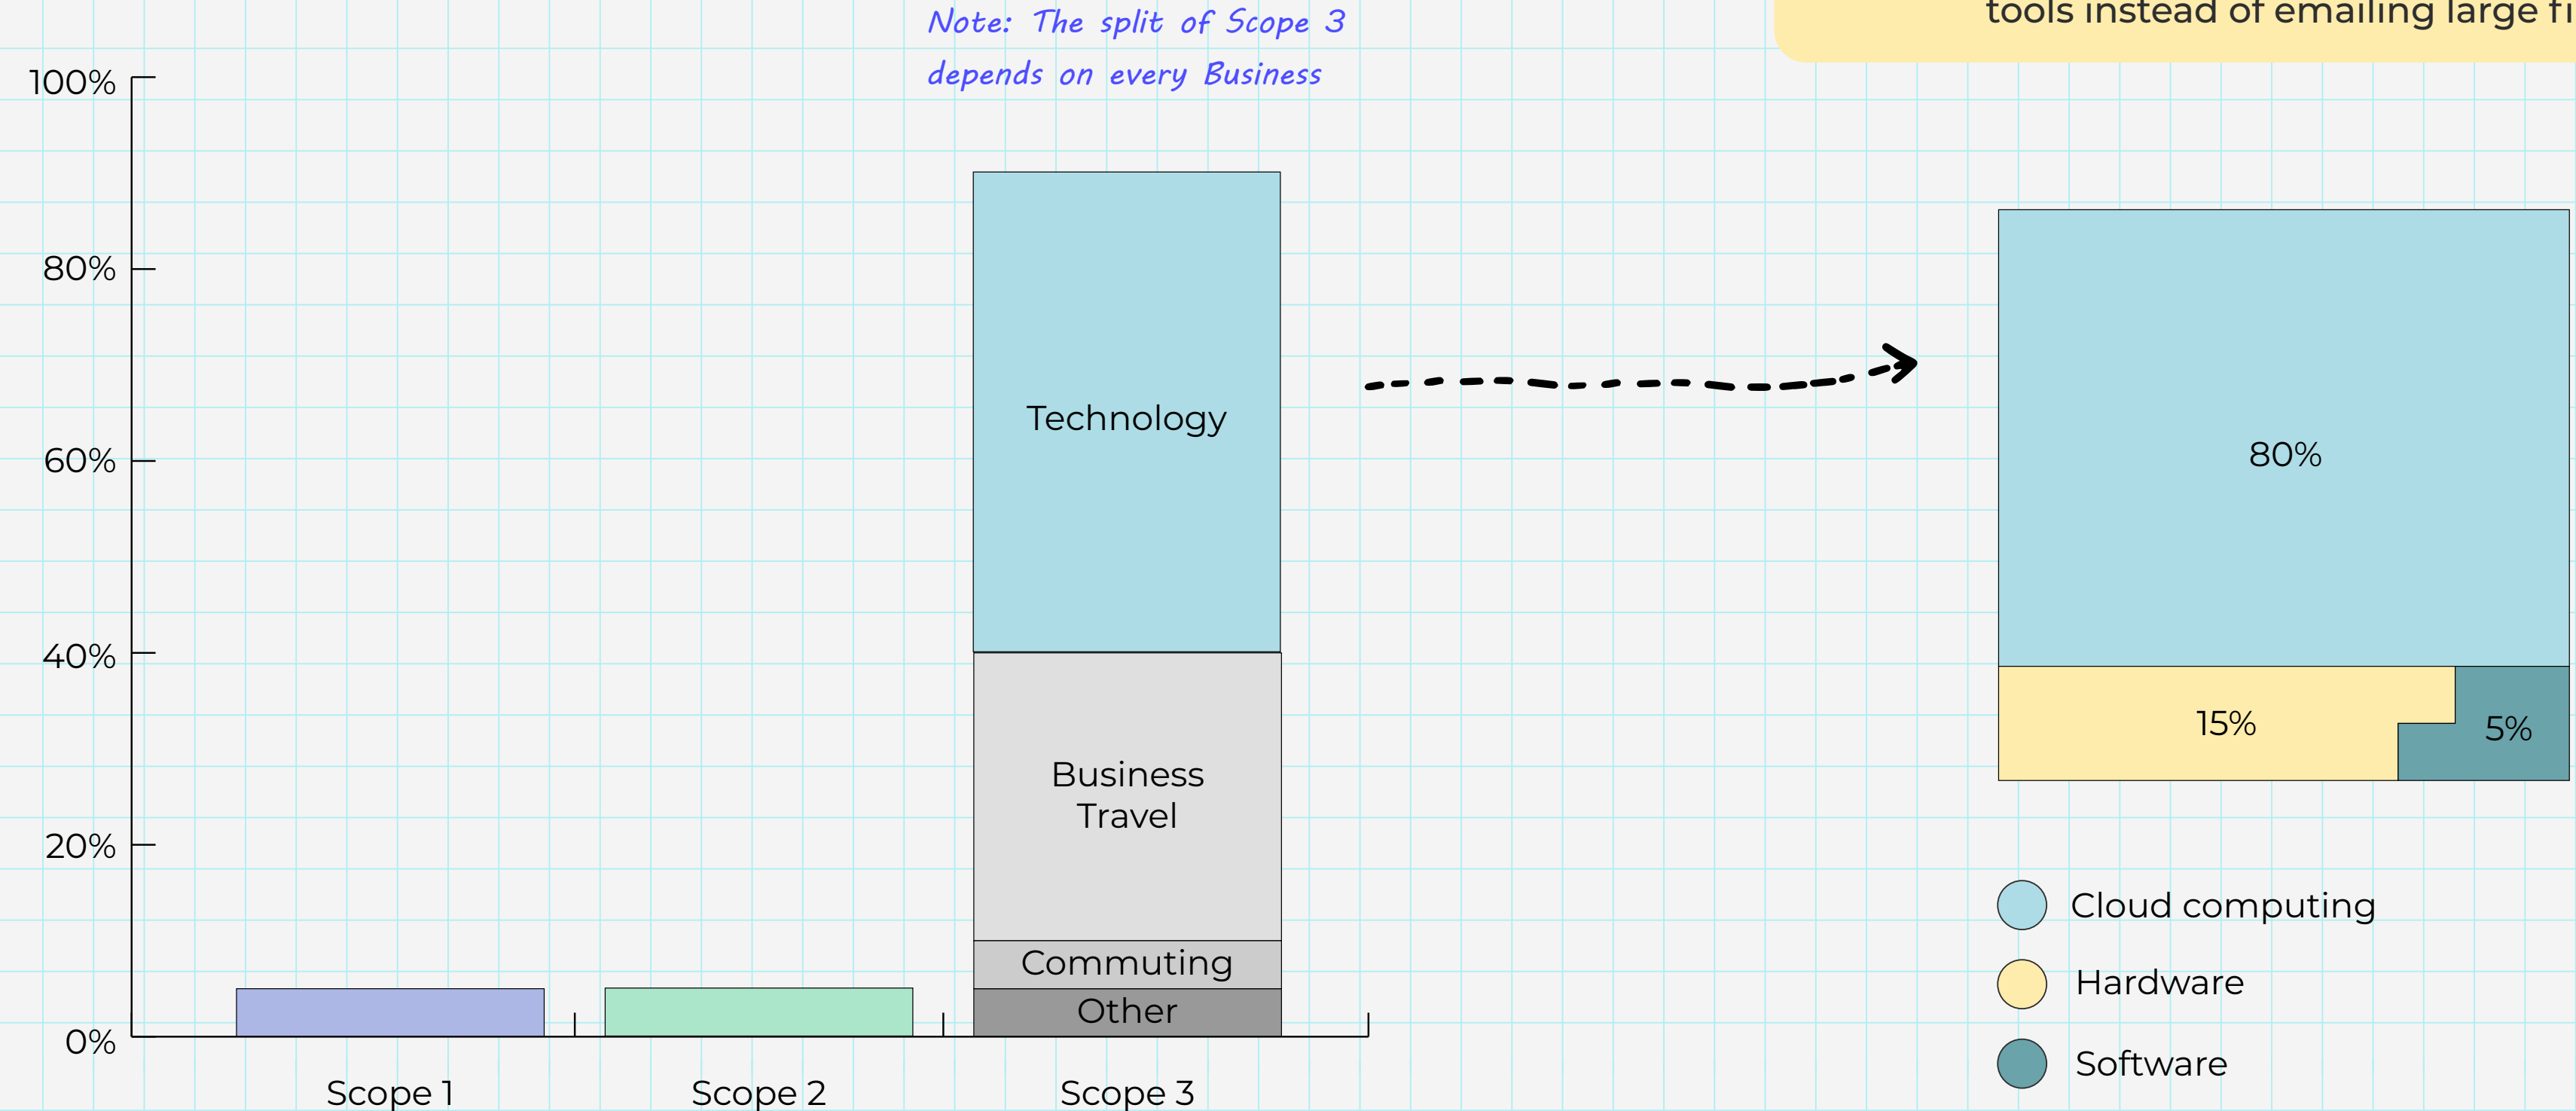 Note: The split of Scope 3
depends on every Business
tools instead of emailing large
100%
80%
60%
40%
20%
0%
Technology
Business
Travel
Commuting
Other
Scope 1
Scope 2
Scope 3
80%
15%
5%
Cloud computing
Hardware
Software